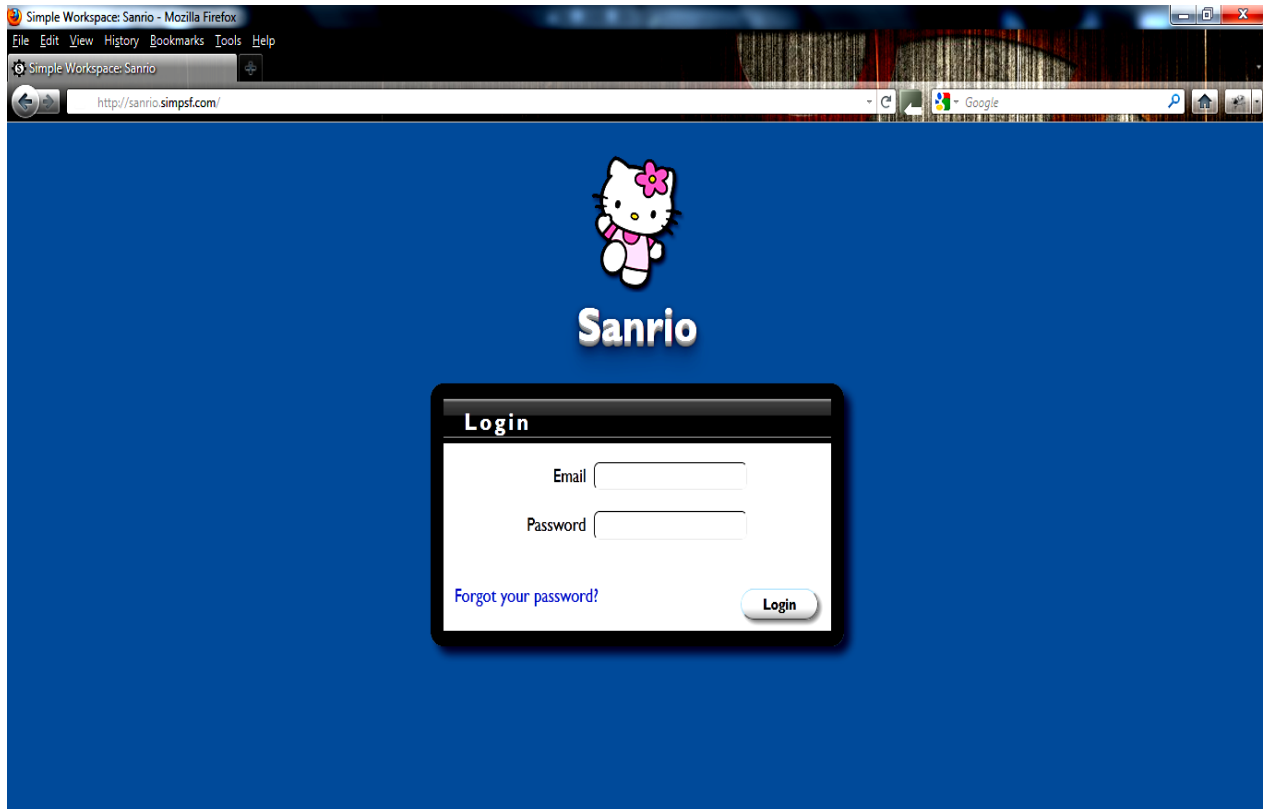 Simple Workspace: Sanrio - Mozilla Firefox
File Edit View History Bookmarks Tools Help
Simple Workspace: Sanrio
http://sanrio.simpsf.com/
Google
Sanrio
Login
Email
Password
Forgot your password?
Login